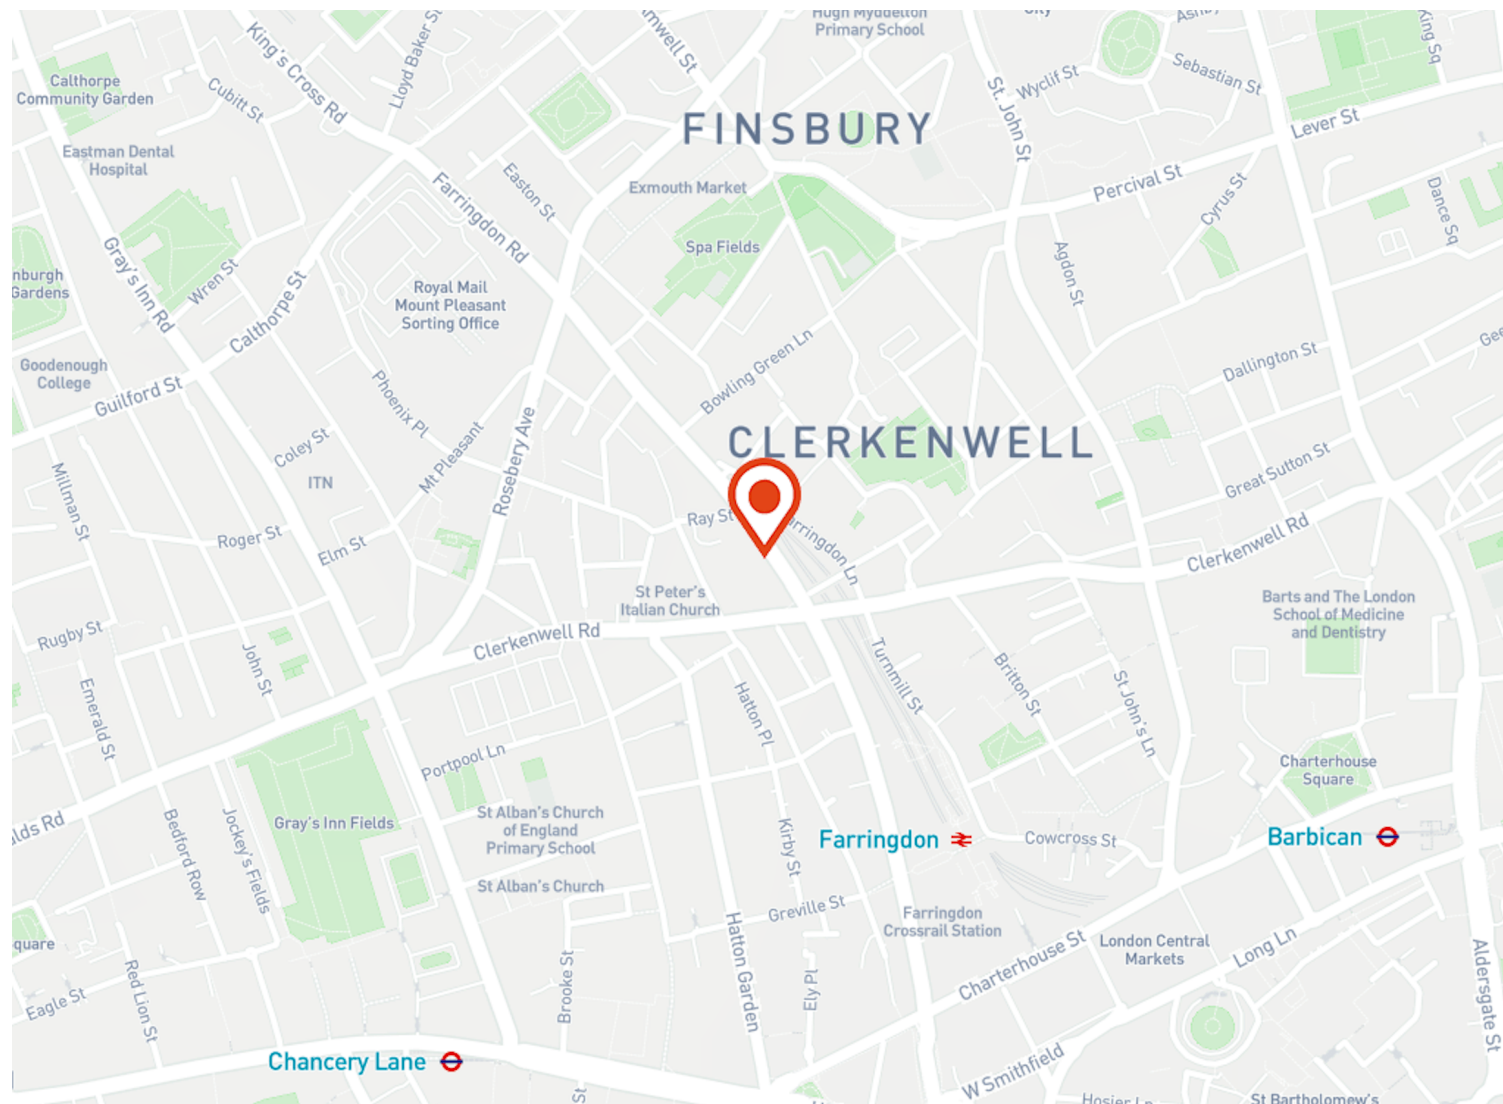 Hugh Myddelton
Primary School
City
King's Cross Rd
Lloyd Baker St
Calthorpe
Community Garden
Cubitt St
Wyclif St
Sebastian St
King Sq
Lever St
FINSBURY
St. John St
Eastman Dental
Hospital
Farringdon Rd
Easton St
Exmouth Market
Percival St
Cyrus St
Dance Sq
Gray's Inn Rd
Wren St
Spa Fields
Agdon St
Gardens
Calthorpe St
Royal Mail
Mount Pleasant
Sorting Office
Goodenough
College
Guilford St
Phoenix Pl
Bowling Green Ln
Dallington St
Coley St
Mt Pleasant
Rosebery Ave
CLERKENWELL
Millman St
ITN
Great Sutton St
Ray St
Farringdon Ln
Roger St
Elm St
Clerkenwell Rd
St Peter's
Italian Church
Barts and The London
School of Medicine
and Dentistry
Rugby St
John St
Clerkenwell Rd
Turnmill St
Britton St
St John's Ln
Emerald St
Hatton Pl
Portpool Ln
Charterhouse
Square
Bedford Row
Jockey's Fields
Gray's Inn Fields
St Alban's Church
of England
Primary School
Kirby St
Farringdon
Cowcross St
Barbican
alds Rd
St Alban's Church
Greville St
Farringdon
Crossrail Station
quare
Hatton Garden
London Central
Markets
Long Ln
Charterhouse St
Aldersgate St
Red Lion St
Eagle St
Brooke St
Ely Pl
Chancery Lane
W Smithfield
St
Hosier Ln
St Bartholomew's